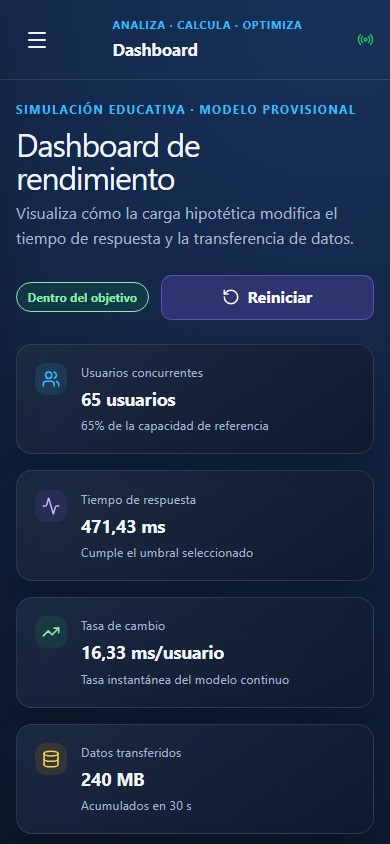 ANALIZA · CALCULA · OPTIMIZA
Dashboard
SIMULACIÓN EDUCATIVA · MODELO PROVISIONAL
Dashboard de
rendimiento
Visualiza cómo la carga hipotética modifica el
tiempo de respuesta y la transferencia de datos.
Dentro del objetivo
Reiniciar
Usuarios concurrentes
65 usuarios
65% de la capacidad de referencia
Tiempo de respuesta
471,43 ms
Cumple el umbral seleccionado
Tasa de cambio
16,33 ms/usuario
Tasa instantánea del modelo continuo
Datos transferidos
240 MB
Acumulados en 30 s